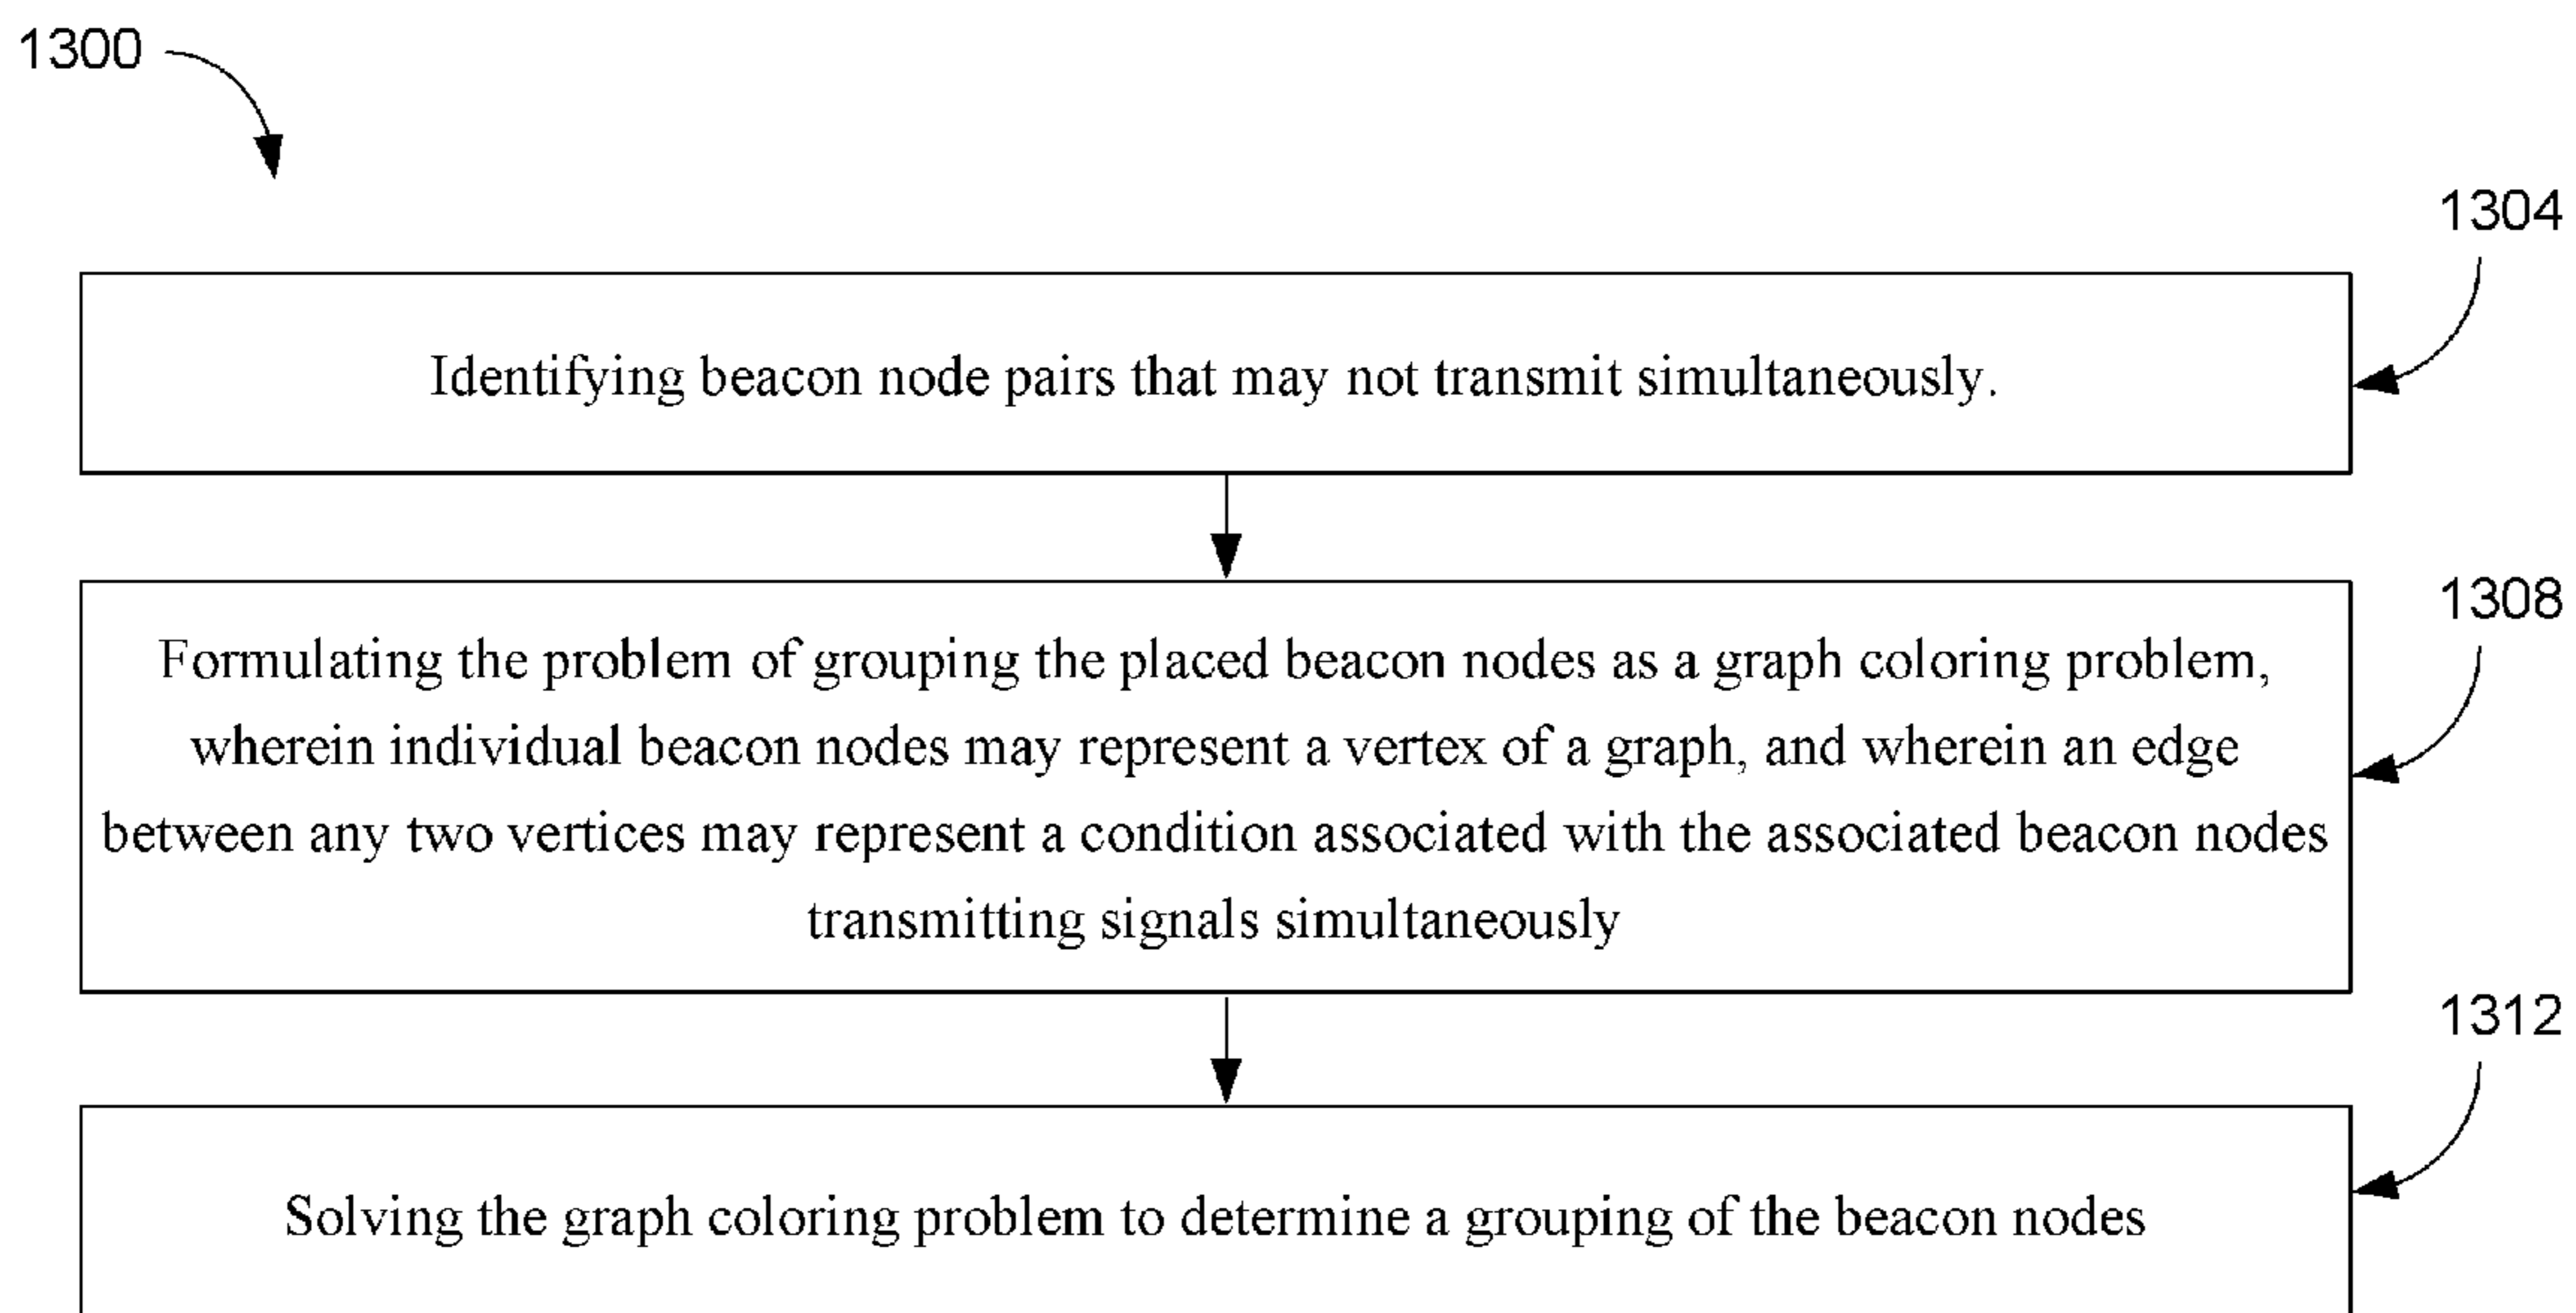 1300
1304
Identifying beacon node pairs that may not transmit simultaneously.
1308
Formulating the problem of grouping the placed beacon nodes as a graph coloring problem,
wherein individual beacon nodes may represent a vertex of a graph, and wherein an edge
between any two vertices may represent a condition associated with the associated beacon nodes
transmitting signals simultaneously
1312
Solving the graph coloring problem to determine a grouping of the beacon nodes